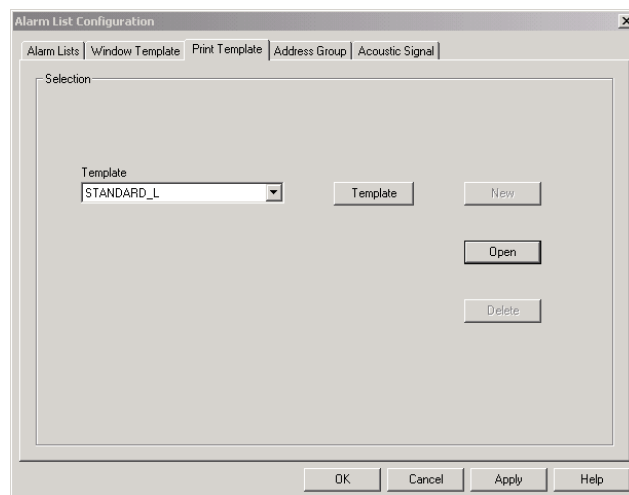 Alarm List Configuration
Alarm Lists Window Template Print Template Address Group Acoustic Signal
Selection
Template
STANDARD_L Template New
Open
Delete
OK Cancel Apply Help